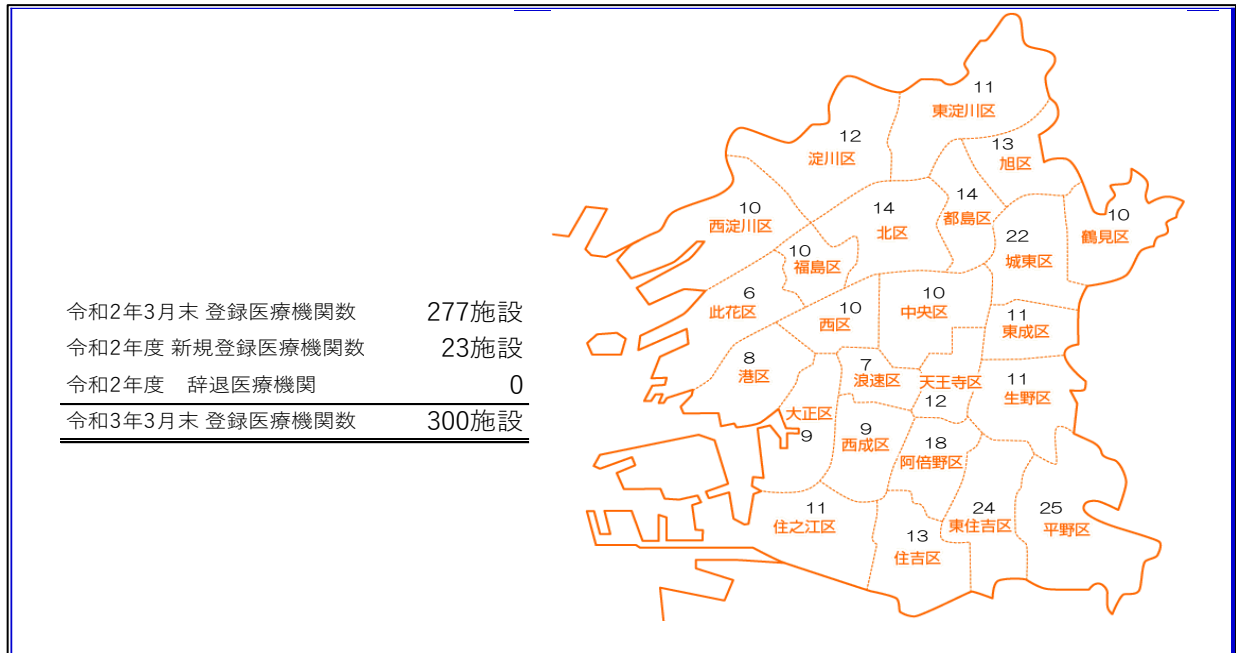 令和2年3月末 登録医療機関数 277施設
令和2年度 新規登録医療機関数 23施設
令和2年度　辞退医療機関 0
令和3年3月末 登録医療機関数 300施設
11
東淀川区
12
淀川区
13
旭区
10
西淀川区
14
北区
14
都島区
10
鶴見区
22
城東区
10
福島区
6
此花区
10
西区
10
中央区
11
東成区
8
港区
7
浪速区
天王寺区
12
11
生野区
大正区
9
9
西成区
18
阿倍野区
11
住之江区
13
住吉区
24
東住吉区
25
平野区